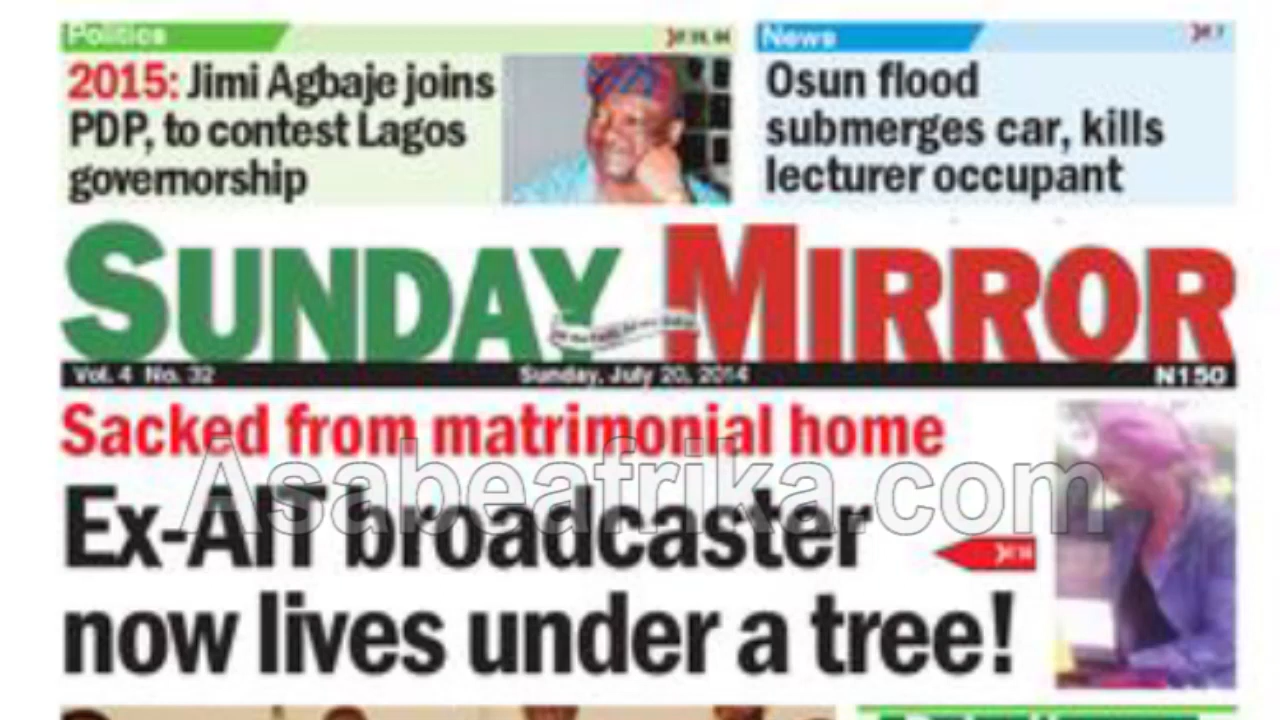 Politics
2015: Jimi Agbaje joins
PDP, to contest Lagos
governorship
News
Osun flood
submerges car, kills
lecturer occupant
SUNDAY MIRROR
Vol. 4 No. 32
Sunday, July 20, 2014
N150
Sacked from matrimonial home
Asabeafrika.com
Ex-AIT broadcaster
now lives under a tree!